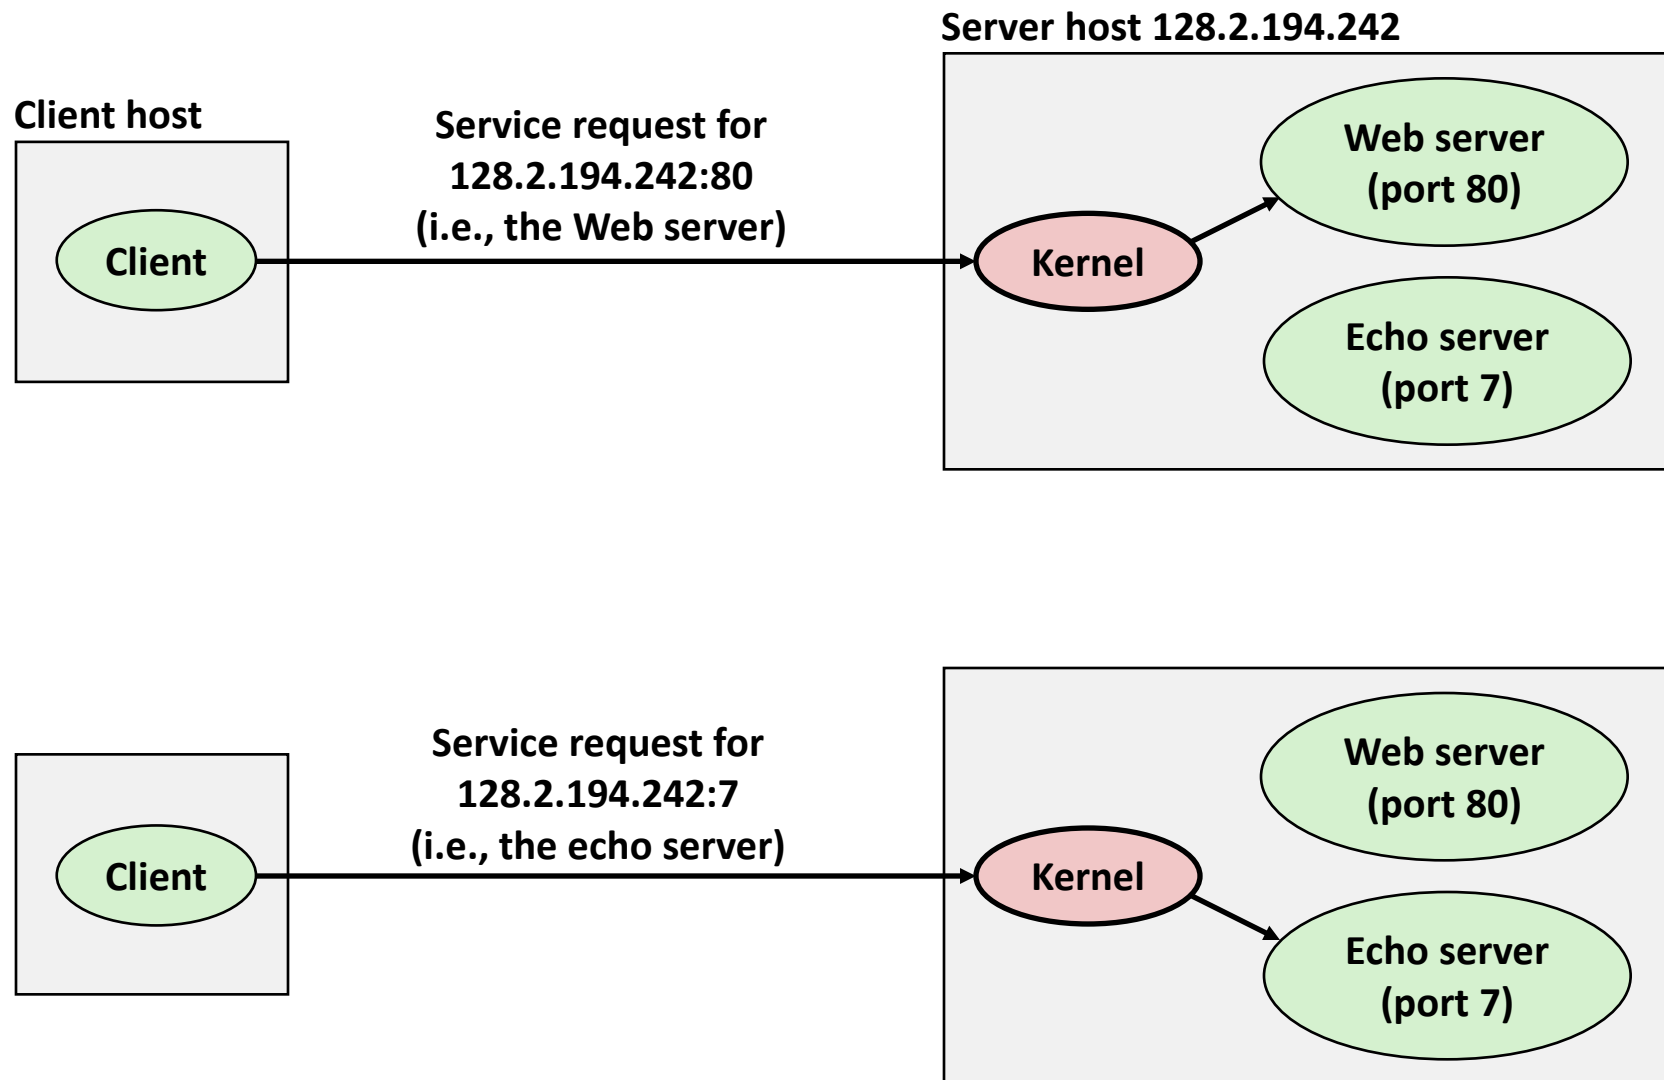 Server host 128.2.194.242
Client host
Service request for
128.2.194.242:80
(i.e., the Web server)
Client
Kernel
Web server
(port 80)
Echo server
(port 7)
Service request for
128.2.194.242:7
(i.e., the echo server)
Client
Kernel
Web server
(port 80)
Echo server
(port 7)